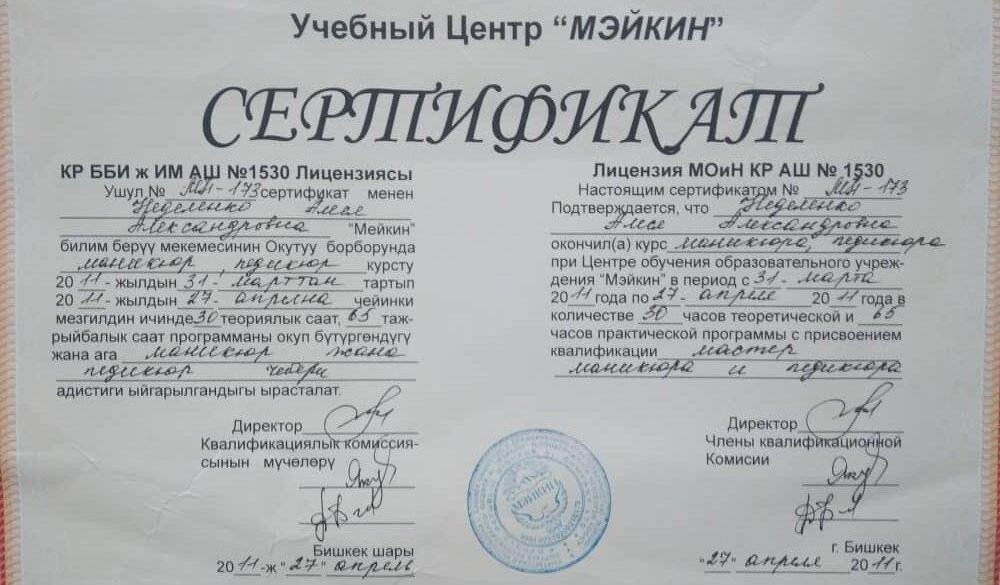 Учебный Центр “МЭЙКИН”
СЕРТИФИКАТ
КР ББИ ж ИМ АШ №1530 Лицензиясы
Ушул № МП-173 сертификат менен
Неделенко Алеся
Александровна “Мейкин”
билим берүү мекемесинин Окутуу борборунда
маникюр, педикюр курсту
2011-жылдын 31-марттан тартып
2011-жылдын 27-апрелна чейинки
мезгилдин ичинде 30 теориялык саат, 65 таж-
рыйбалык саат программаны окуп бүтүргөндүгү
жана ага маникюр жана
педикюр чебери
адистиги ыйгарылгандыгы ырасталат.
Директор
Квалификациялык комиссия-
сынын мүчөлөрү
Бишкек шары
2011-ж “27” апрель
Лицензия МОиН КР АШ № 1530
Настоящим сертификатом № МП-173
Подтверждается, что Неделенко
Алеся Александровна
окончил(а) курс маникюра, педикюра
при Центре обучения образовательного учреж-
дения “Мэйкин” в период с 31- марта
2011 года по 27- апреля 2011 года в
количестве 30 часов теоретической и 65
часов практической программы с присвоением
квалификации мастер
маникюра и педикюра
Директор
Члены квалификационной
Комиссии
г. Бишкек
“27” апреля 2011 г.
МЭЙКИН